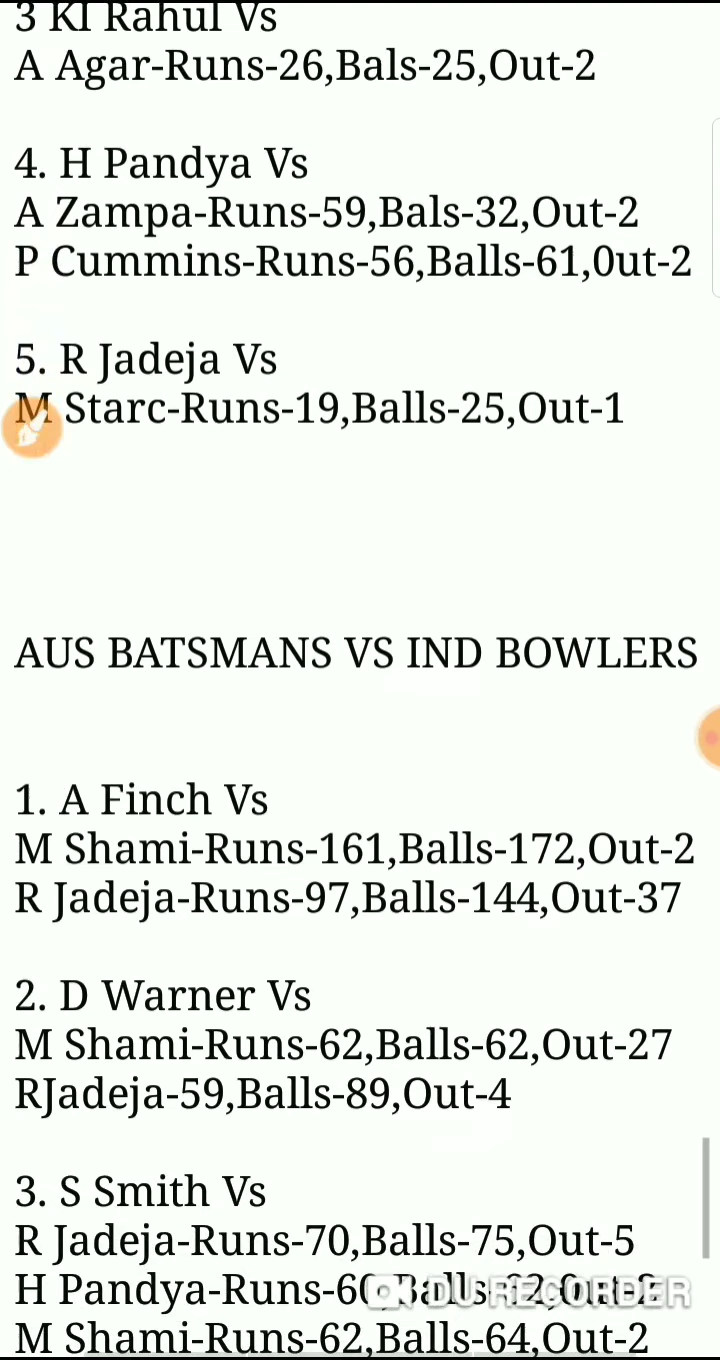 3 Kl Rahul Vs
A Agar-Runs-26,Bals-25,Out-2
4. H Pandya Vs
A Zampa-Runs-59,Bals-32,Out-2
P Cummins-Runs-56,Balls-61,0ut-2
5. R Jadeja Vs
M Starc-Runs-19,Balls-25,Out-1
AUS BATSMANS VS IND BOWLERS
1. A Finch Vs
M Shami-Runs-161,Balls-172,Out-2
R Jadeja-Runs-97,Balls-144,Out-37
2. D Warner Vs
M Shami-Runs-62,Balls-62,Out-27
RJadeja-59,Balls-89,Out-4
3. S Smith Vs
R Jadeja-Runs-70,Balls-75,Out-5
H Pandya-Runs-60,Balls
DU RECORDER
M Shami-Runs-62,Balls-64,Out-2